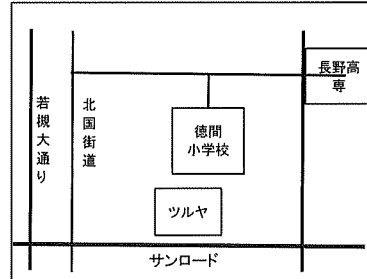 長野高
専
若槻大通り
北国街道
徳間
小学校
ツルヤ
サンロード